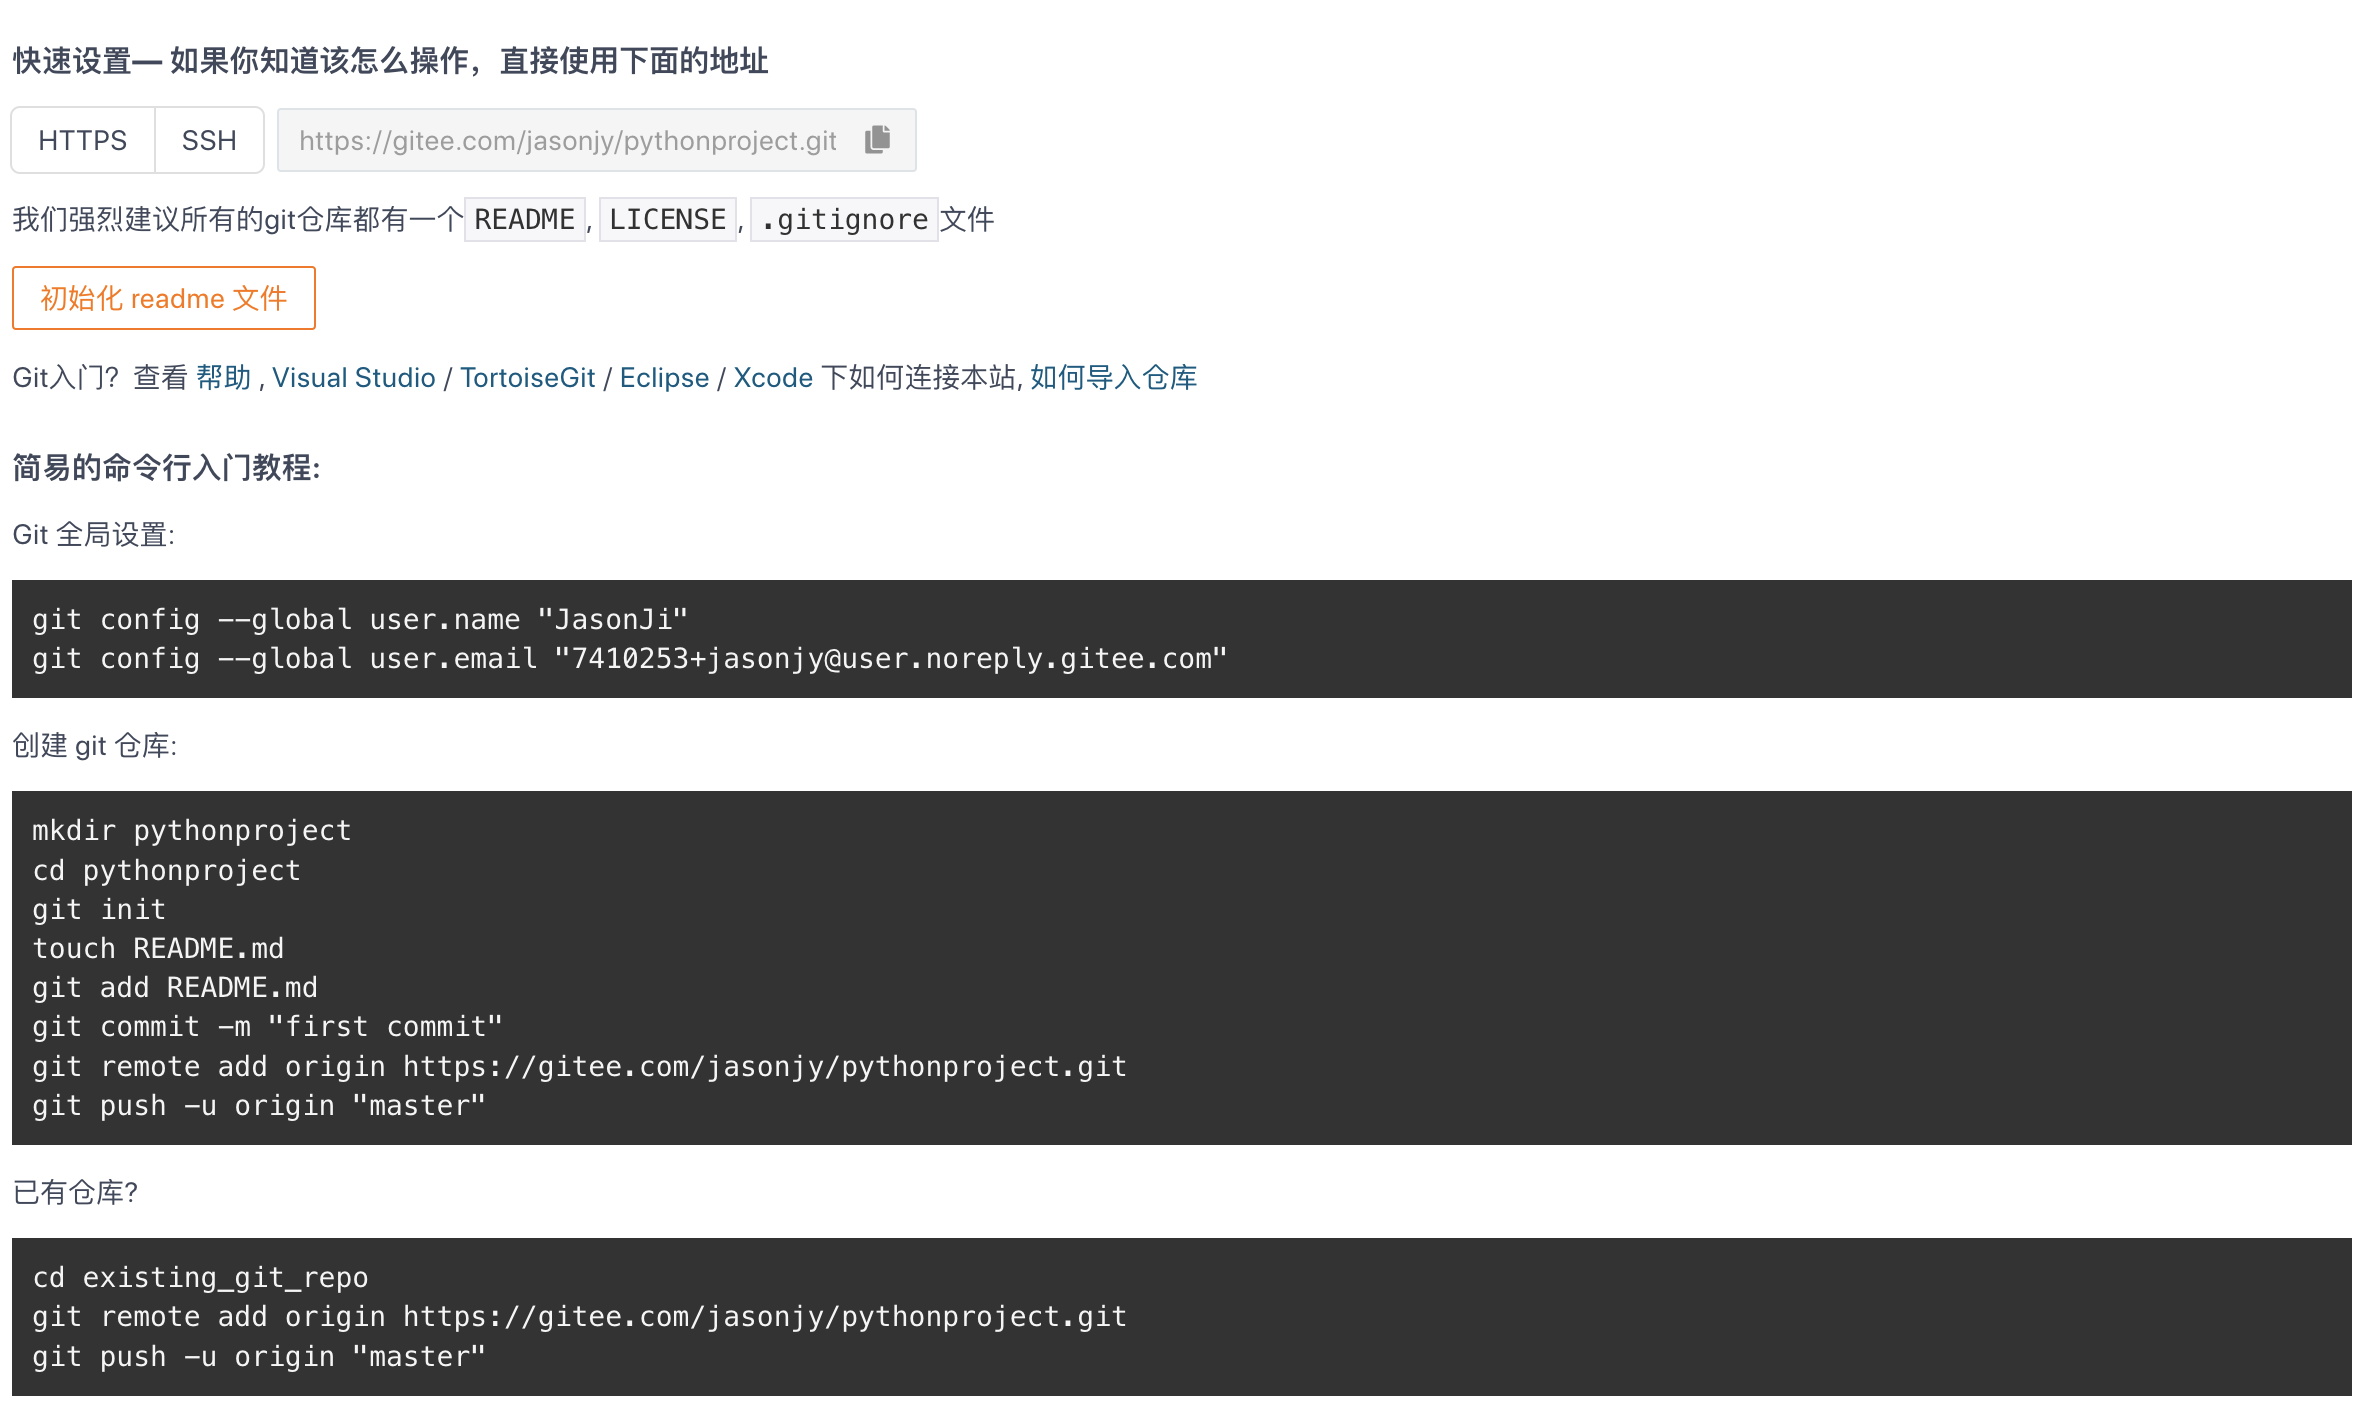 快速设置— 如果你知道该怎么操作，直接使用下面的地址
HTTPS SSH https://gitee.com/jasonjy/pythonproject.git
我们强烈建议所有的git仓库都有一个 README, LICENSE, .gitignore 文件
初始化 readme 文件
Git入门？查看 帮助 , Visual Studio / TortoiseGit / Eclipse / Xcode 下如何连接本站, 如何导入仓库
简易的命令行入门教程:
Git 全局设置:
git config --global user.name "JasonJi"
git config --global user.email "7410253+jasonjy@user.noreply.gitee.com"
创建 git 仓库:
mkdir pythonproject
cd pythonproject
git init
touch README.md
git add README.md
git commit -m "first commit"
git remote add origin https://gitee.com/jasonjy/pythonproject.git
git push -u origin "master"
已有仓库?
cd existing_git_repo
git remote add origin https://gitee.com/jasonjy/pythonproject.git
git push -u origin "master"